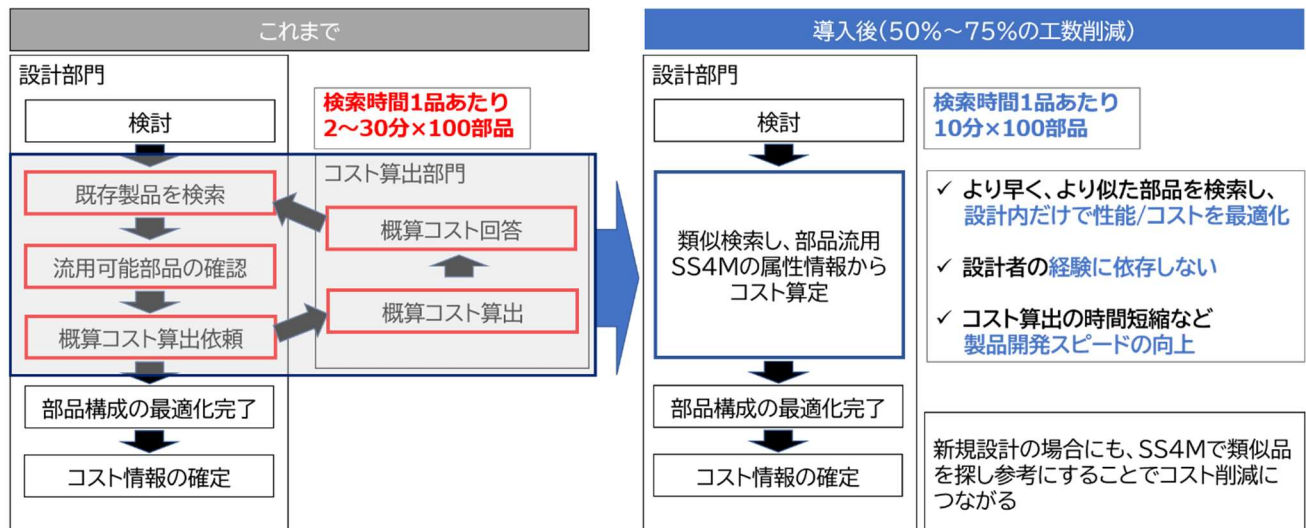 これまで
設計部門
検討
検索時間1品あたり
2～30分×100部品
既存製品を検索
流用可能部品の確認
概算コスト算出依頼
コスト算出部門
概算コスト回答
概算コスト算出
部品構成の最適化完了
コスト情報の確定
導入後(50%～75%の工数削減)
設計部門
検討
検索時間1品あたり
10分×100部品
類似検索し、部品流用
SS4Mの属性情報から
コスト算定
部品構成の最適化完了
コスト情報の確定
✓ より早く、より似た部品を検索し、
設計内だけで性能/コストを最適化
✓ 設計者の経験に依存しない
✓ コスト算出の時間短縮など
製品開発スピードの向上
新規設計の場合にも、SS4Mで類似品
を探し参考にすることでコスト削減に
つながる